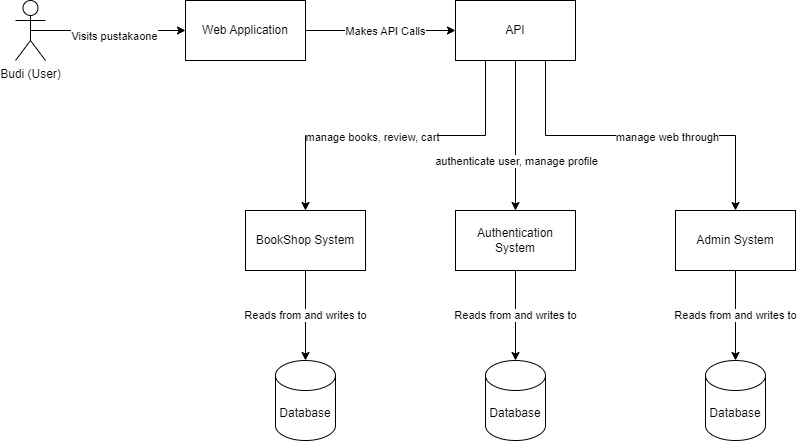 Budi (User)
Visits pustakaone
Web Application
Makes API Calls
API
manage books, review, cart
authenticate user, manage profile
manage web through
BookShop System
Authentication
System
Admin System
Reads from and writes to
Reads from and writes to
Reads from and writes to
Database
Database
Database